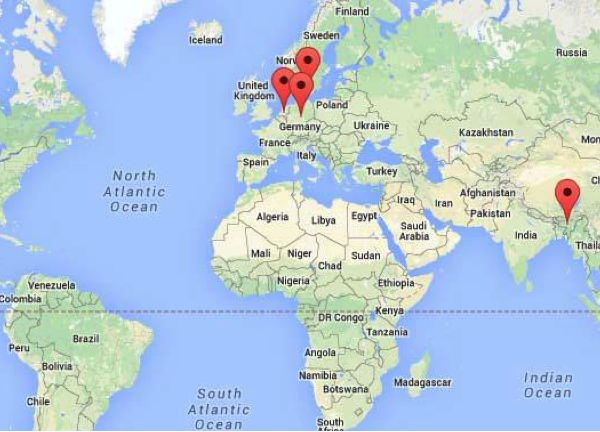 Finland
Iceland
Sweden
Norw
Russia
United
Kingdom
Poland
Germany
Ukraine
Kazakhstan
Mon
France
Italy
Spain
Turkey
North
Atlantic
Ocean
Iraq
Iran
Afghanistan
Pakistan
Ch
Algeria
Libya
Egypt
Saudi
Arabia
India
Thaila
Mali
Niger
Chad
Sudan
Nigeria
Ethiopia
Venezuela
Colombia
DR Congo
Kenya
Tanzania
Peru
Brazil
Bolivia
Angola
Namibia
Botswana
Madagascar
Indian
Ocean
Chile
South
Atlantic
Ocean
South
Africa